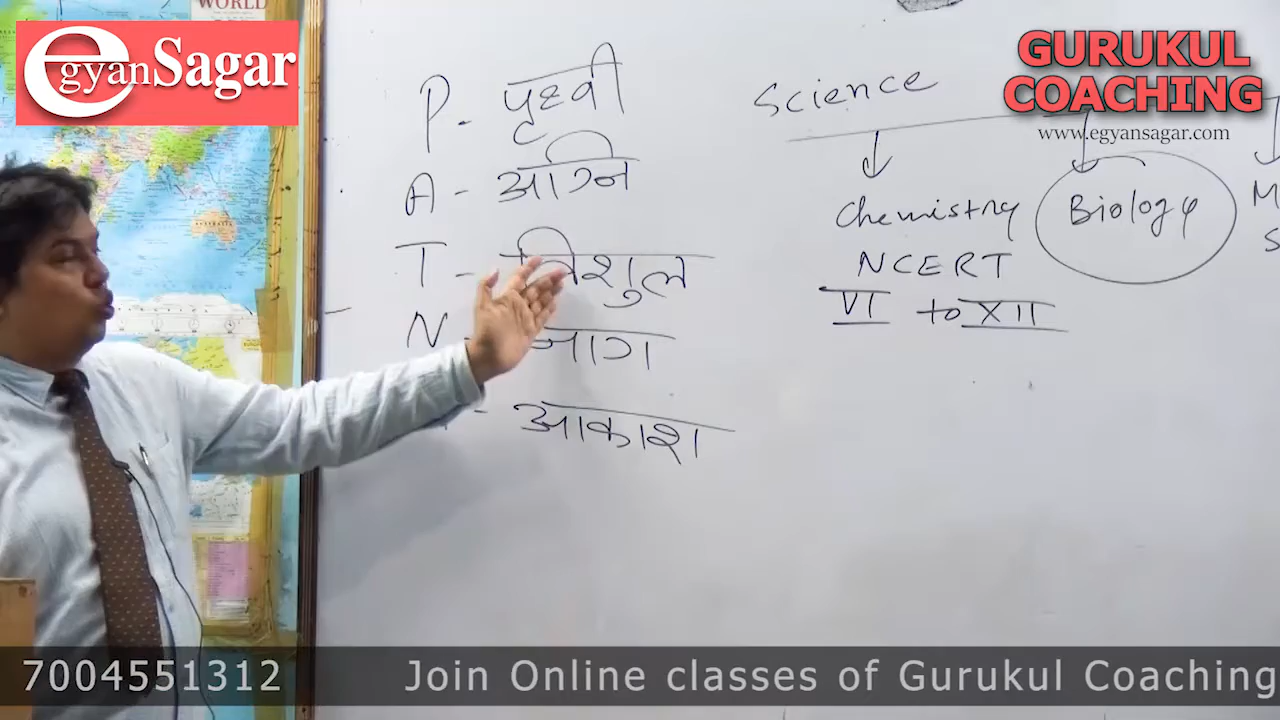 WORLD
egyanSagar
GURUKUL
COACHING
www.egyansagar.com
P - पृथ्वी
A - अग्नि
T - त्रिशुल
N - नाग
- आकाश
Science
Chemistry
NCERT
VI to XII
Biology
M
S
AUSTRALIA
7004551312
Join Online classes of Gurukul Coaching